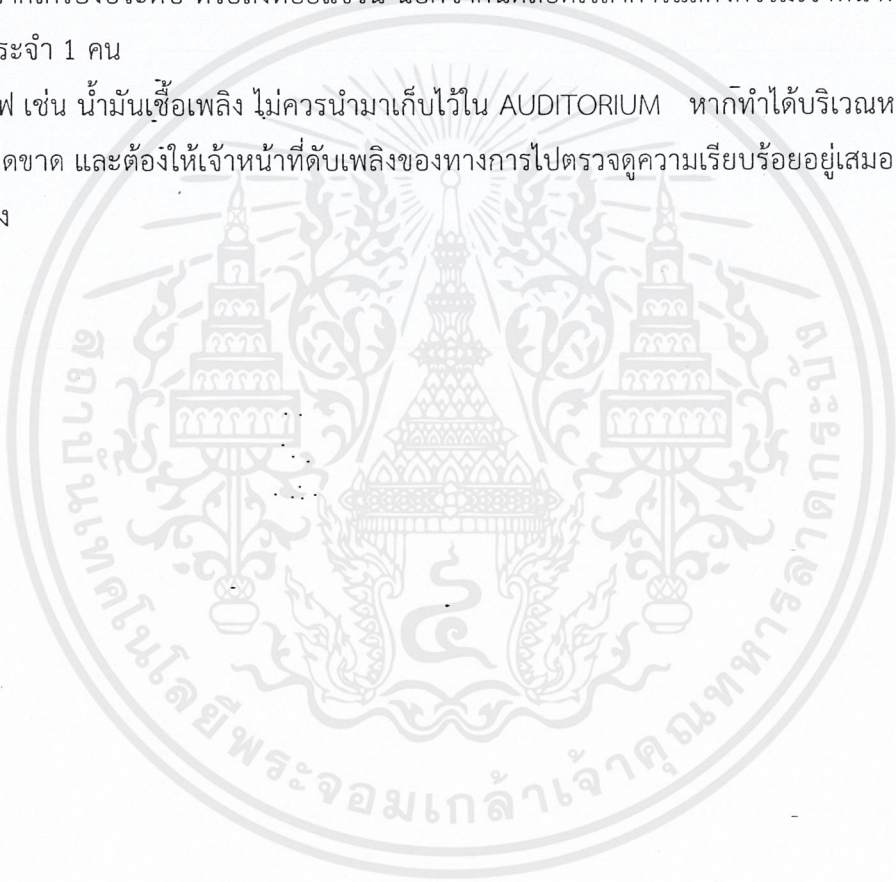 ระจำ 1 คน
ฟ เช่น น้ำมันเชื้อเพลิง ไม่ควรนำมาเก็บไว้ใน AUDITORIUM หากทำได้บริเวณห
ดขาด และต้องให้เจ้าหน้าที่ดับเพลิงของทางการไปตรวจดูความเรียบร้อยอยู่เสมอ
ง
สถาบันเทคโนโลยีพระจอมเกล้าเจ้าคุณทหารลาดกระบัง